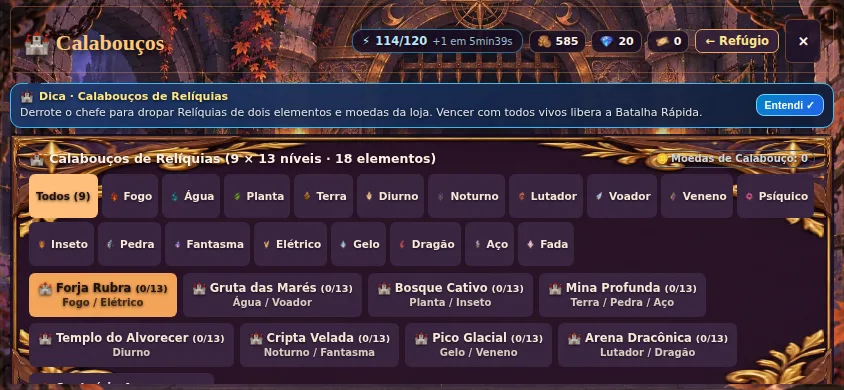 Calabouços
114/120 +1 em 5min39s
585
20
0
← Refúgio
×
Dica · Calabouços de Relíquias
Derrote o chefe para dropar Relíquias de dois elementos e moedas da loja. Vencer com todos vivos libera a Batalha Rápida.
Entendi ✓
Calabouços de Relíquias (9 × 13 níveis · 18 elementos)
Moedas de Calabouço: 0
Todos (9) Fogo Água Planta Terra Diurno Noturno Lutador Voador Veneno Psíquico
Inseto Pedra Fantasma Elétrico Gelo Dragão Aço Fada
Forja Rubra (0/13)
Fogo / Elétrico
Gruta das Marés (0/13)
Água / Voador
Bosque Cativo (0/13)
Planta / Inseto
Mina Profunda (0/13)
Terra / Pedra / Aço
Templo do Alvorecer (0/13)
Diurno
Cripta Velada (0/13)
Noturno / Fantasma
Pico Glacial (0/13)
Gelo / Veneno
Arena Dracônica (0/13)
Lutador / Dragão